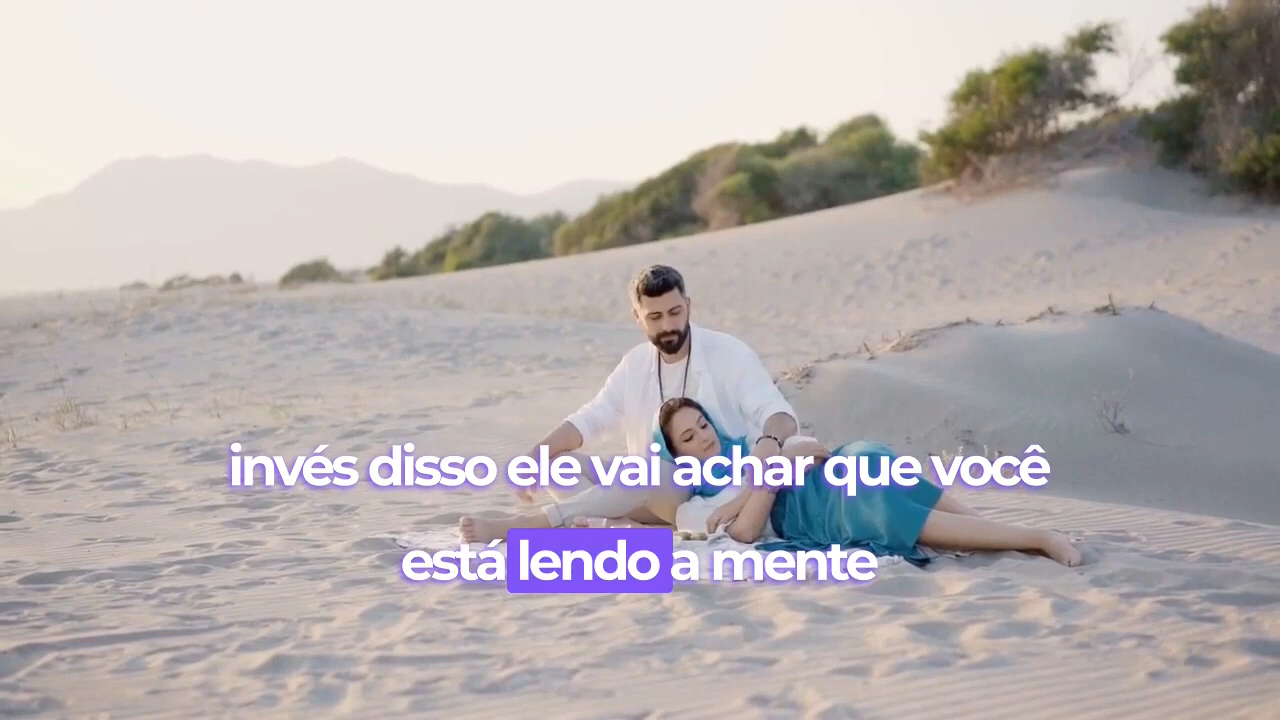 invés disso ele vai achar que você
está lendo a mente